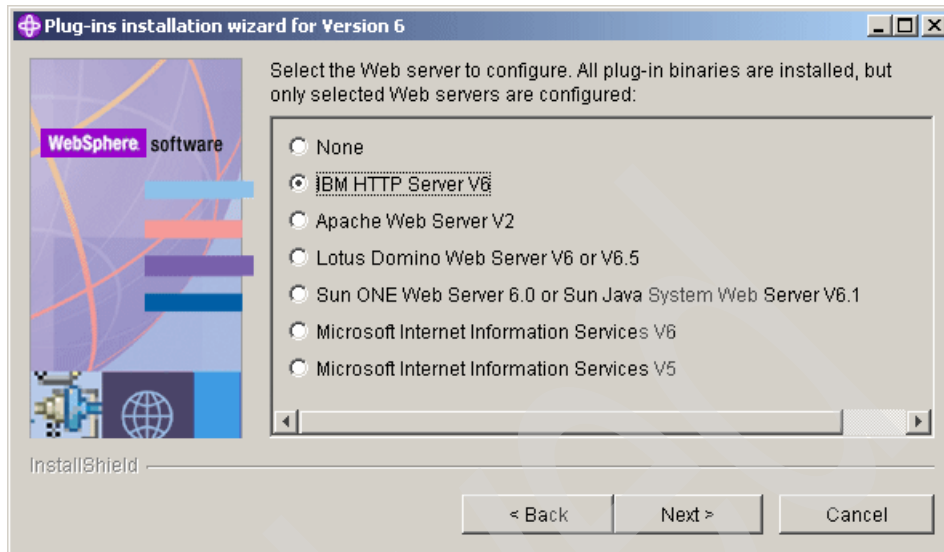 Plug-ins installation wizard for Version 6
Select the Web server to configure. All plug-in binaries are installed, but
only selected Web servers are configured:
WebSphere. software
None
IBM HTTP Server V6
Apache Web Server V2
Lotus Domino Web Server V6 or V6.5
Sun ONE Web Server 6.0 or Sun Java System Web Server V6.1
Microsoft Internet Information Services V6
Microsoft Internet Information Services V5
InstallShield
< Back
Next >
Cancel